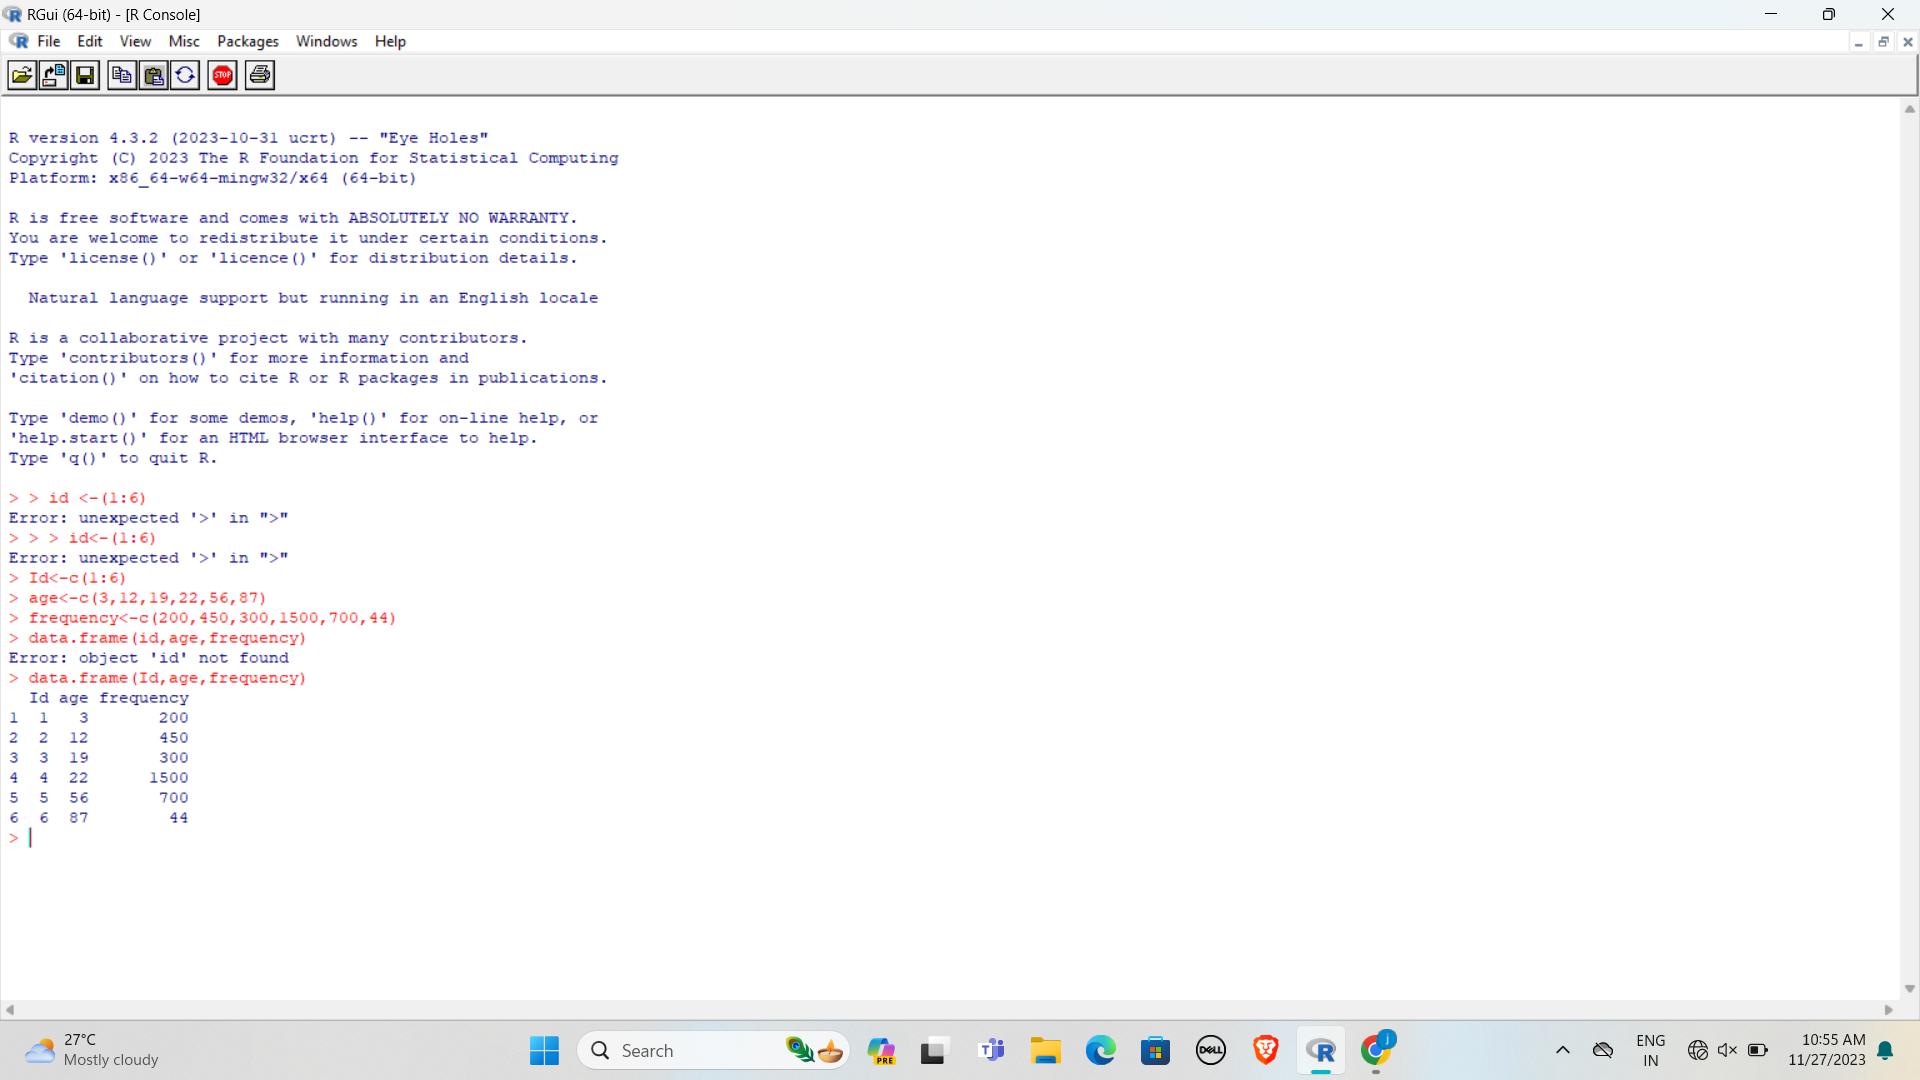 RGui (64-bit) - [R Console]
File Edit View Misc Packages Windows Help
STOP
R version 4.3.2 (2023-10-31 ucrt) -- "Eye Holes"
Copyright (C) 2023 The R Foundation for Statistical Computing
Platform: x86_64-w64-mingw32/x64 (64-bit)
R is free software and comes with ABSOLUTELY NO WARRANTY.
You are welcome to redistribute it under certain conditions.
Type 'license()' or 'licence()' for distribution details.
Natural language support but running in an English locale
R is a collaborative project with many contributors.
Type 'contributors()' for more information and
'citation()' on how to cite R or R packages in publications.
Type 'demo()' for some demos, 'help()' for on-line help, or
'help.start()' for an HTML browser interface to help.
Type 'q()' to quit R.
> > id <-(1:6)
Error: unexpected '>' in ">"
> > > id<-(1:6)
Error: unexpected '>' in ">"
> Id<-c(1:6)
> age<-c(3,12,19,22,56,87)
> frequency<-c(200,450,300,1500,700,44)
> data.frame(id,age,frequency)
Error: object 'id' not found
> data.frame(Id,age,frequency)
Id age frequency
1 1 3 200
2 2 12 450
3 3 19 300
4 4 22 1500
5 5 56 700
6 6 87 44
>
27°C
Mostly cloudy
Search
PRE
DELL
R
J
ENG
IN
10:55 AM
11/27/2023